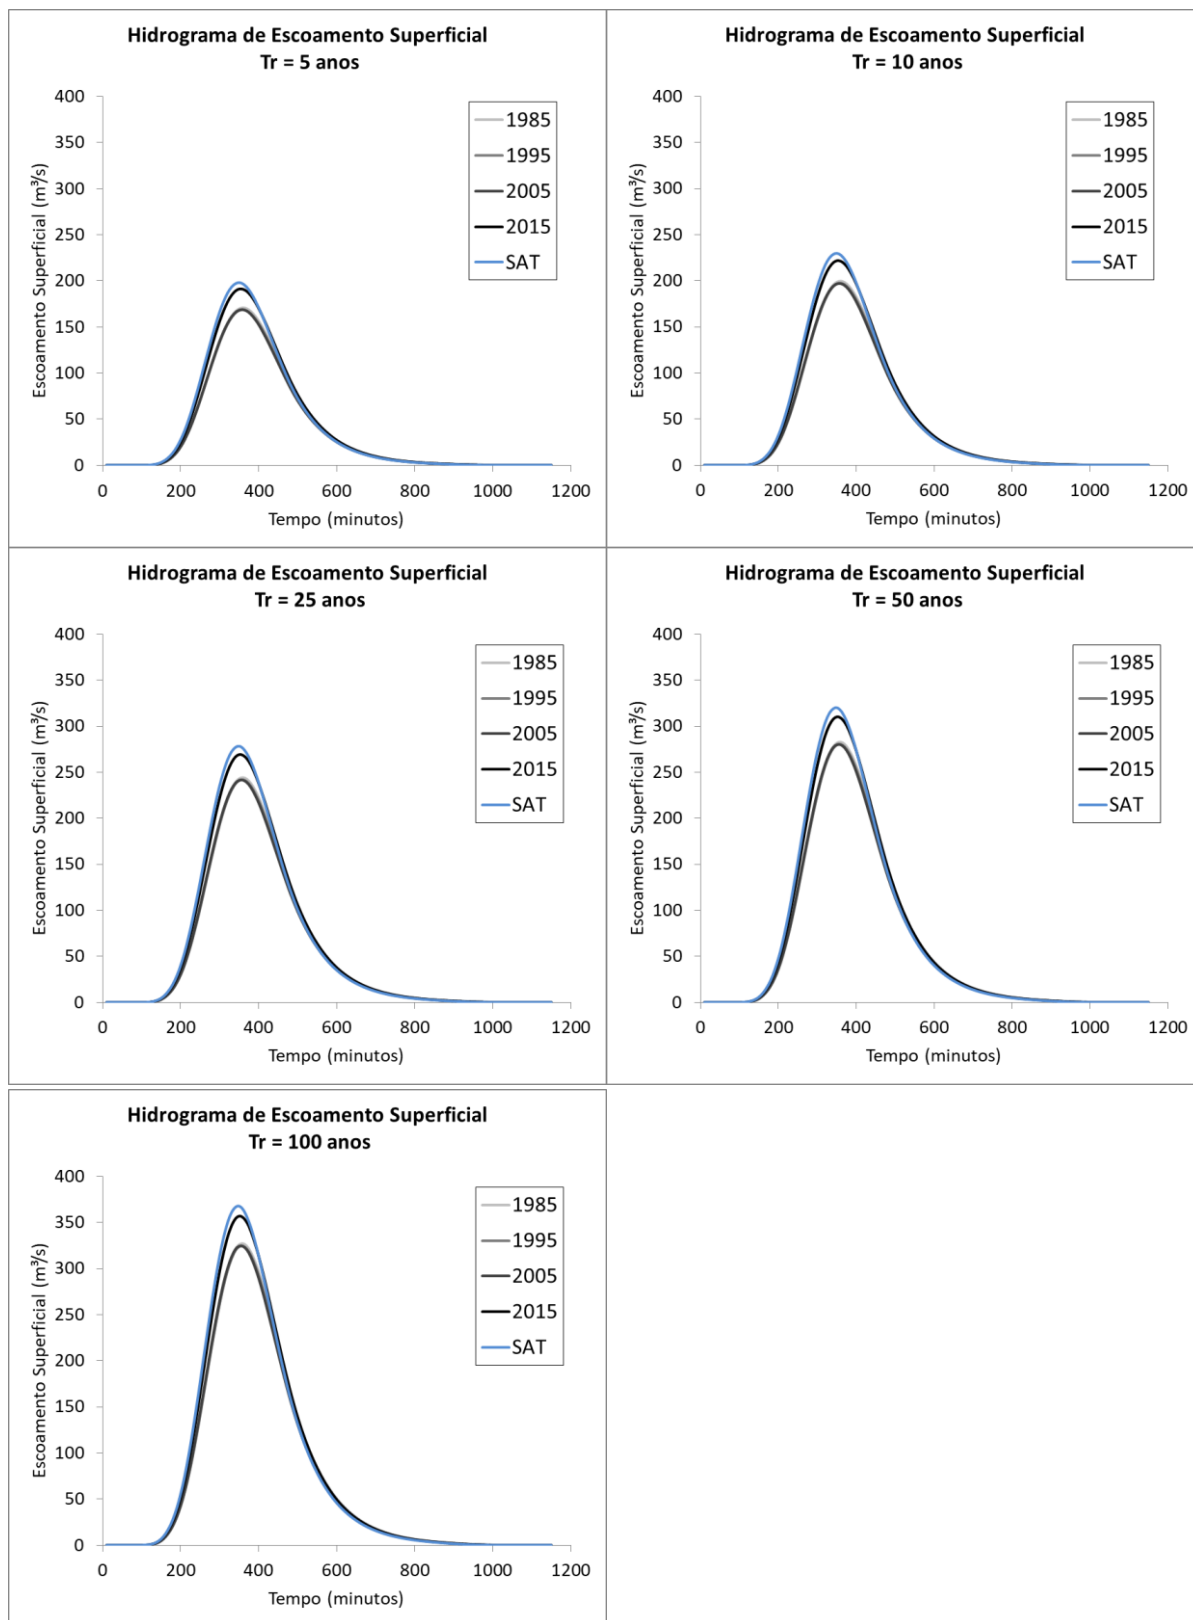 Hidrograma de Escoamento Superficial
Tr = 5 anos
400
350
300
250
200
150
100
50
0
Escoamento Superficial (m³/s)
1985
1995
2005
2015
SAT
0 200 400 600 800 1000 1200
Tempo (minutos)
Hidrograma de Escoamento Superficial
Tr = 10 anos
400
350
300
250
200
150
100
50
0
Escoamento Superficial (m³/s)
1985
1995
2005
2015
SAT
0 200 400 600 800 1000 1200
Tempo (minutos)
Hidrograma de Escoamento Superficial
Tr = 25 anos
400
350
300
250
200
150
100
50
0
Escoamento Superficial (m³/s)
1985
1995
2005
2015
SAT
0 200 400 600 800 1000 1200
Tempo (minutos)
Hidrograma de Escoamento Superficial
Tr = 50 anos
400
350
300
250
200
150
100
50
0
Escoamento Superficial (m³/s)
1985
1995
2005
2015
SAT
0 200 400 600 800 1000 1200
Tempo (minutos)
Hidrograma de Escoamento Superficial
Tr = 100 anos
400
350
300
250
200
150
100
50
0
Escoamento Superficial (m³/s)
1985
1995
2005
2015
SAT
0 200 400 600 800 1000 1200
Tempo (minutos)